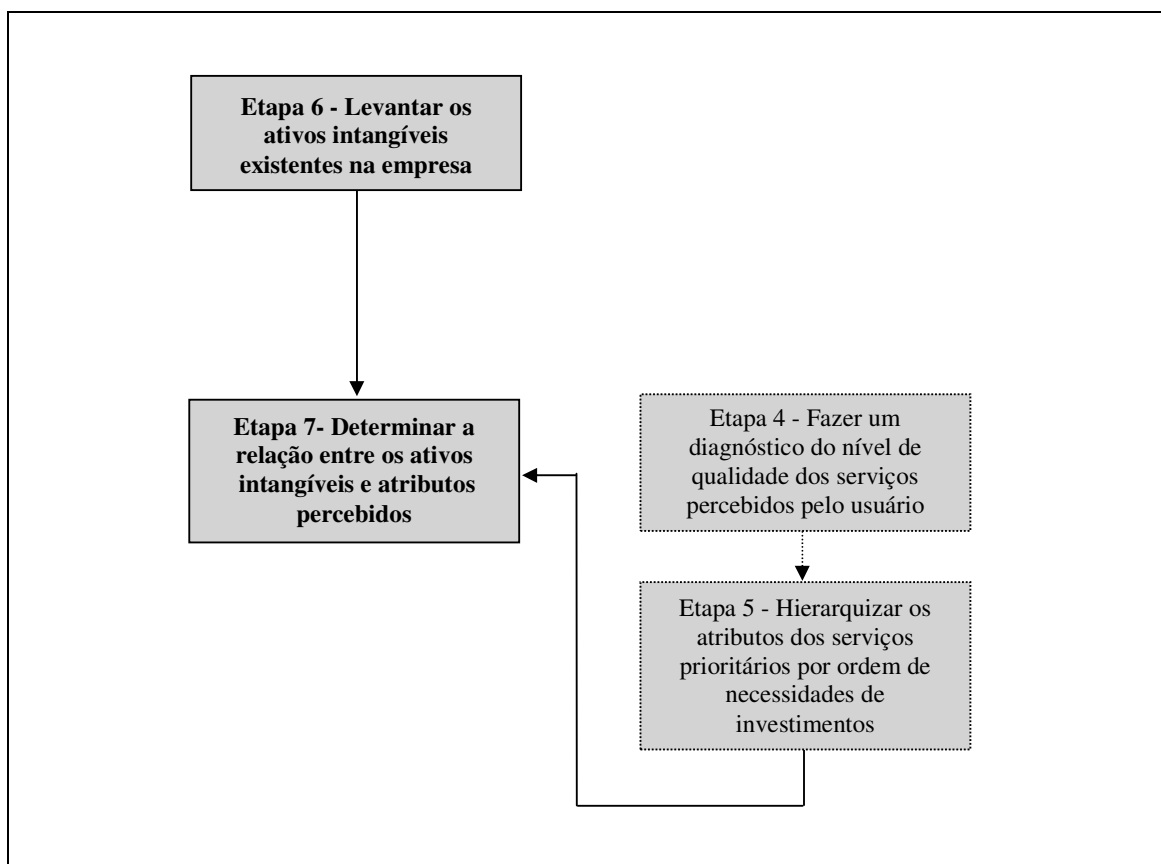 Etapa 6 - Levantar os
ativos intangíveis
existentes na empresa
Etapa 7- Determinar a
relação entre os ativos
intangíveis e atributos
percebidos
Etapa 4 - Fazer um
diagnóstico do nível de
qualidade dos serviços
percebidos pelo usuário
Etapa 5 - Hierarquizar os
atributos dos serviços
prioritários por ordem de
necessidades de
investimentos